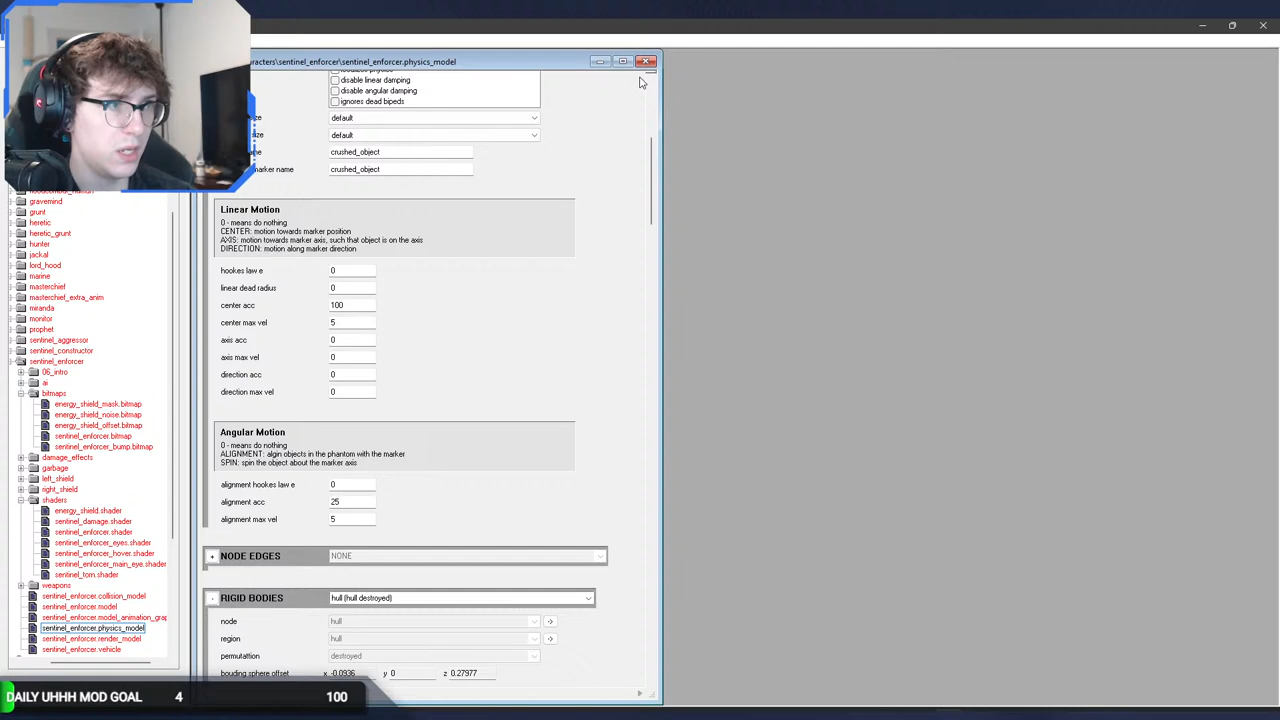 aracters\sentinel_enforcer\sentinel_enforcer.physics_model
disable linear damping
disable angular damping
ignores dead bipeds
size default
size default
crushed_object
marker name crushed_object
Linear Motion
0 - means do nothing
CENTER: motion towards marker position
AXIS: motion towards marker axis, such that object is on the axis
DIRECTION: motion along marker direction
hookes law e 0
linear dead radius 0
center acc 100
center max vel 5
axis acc 0
axis max vel 0
direction acc 0
direction max vel 0
Angular Motion
0 - means do nothing
ALIGNMENT: algin objects in the phantom with the marker
SPIN: spin the object about the marker axis
alignment hookes law e 0
alignment acc 25
alignment max vel 5
+ NODE EDGES NONE
- RIGID BODIES hull (hull destroyed)
node hull ->
region hull ->
permutattion destroyed
bouding sphere offset x -0.0936 y 0 z 0.27977
gravemind
grunt
heretic
heretic_grunt
hunter
jackal
lord_hood
marine
masterchief
masterchief_extra_anim
miranda
monitor
prophet
sentinel_aggressor
sentinel_constructor
sentinel_enforcer
06_intro
ai
bitmaps
energy_shield_mask.bitmap
energy_shield_noise.bitmap
energy_shield_offset.bitmap
sentinel_enforcer.bitmap
sentinel_enforcer_bump.bitmap
damage_effects
garbage
left_shield
right_shield
shaders
energy_shield.shader
sentinel_damage.shader
sentinel_enforcer.shader
sentinel_enforcer_eyes.shader
sentinel_enforcer_hover.shader
sentinel_enforcer_main_eye.shader
sentinel_torn.shader
weapons
sentinel_enforcer.collision_model
sentinel_enforcer.model
sentinel_enforcer.model_animation_grap
sentinel_enforcer.physics_model
sentinel_enforcer.render_model
sentinel_enforcer.vehicle
DAILY UHHH MOD GOAL 4 100